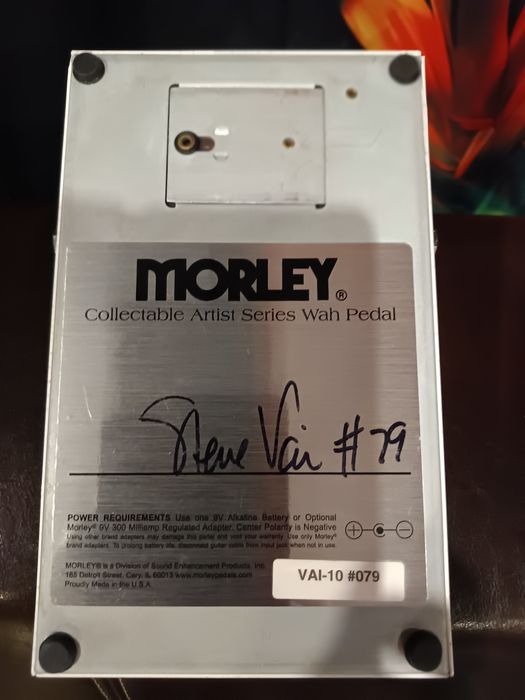 MORLEY®
Collectable Artist Series Wah Pedal
Steve Vai #79
POWER REQUIREMENTS Use one 9V Alkaline Battery or Optional
Morley® 9V 300 Milliamp Regulated Adapter, Center Polarity is Negative
Using other brand adapters may damage this pedal and void your warranty. Use only Morley®
brand adapters. To prolong battery life, disconnect guitar cable from input jack when not in use.
MORLEY® is a Division of Sound Enhancement Products, Inc.
185 Detroit Street, Cary, IL 60013 www.morleypedals.com
Proudly Made in the U.S.A.
VAI-10 #079